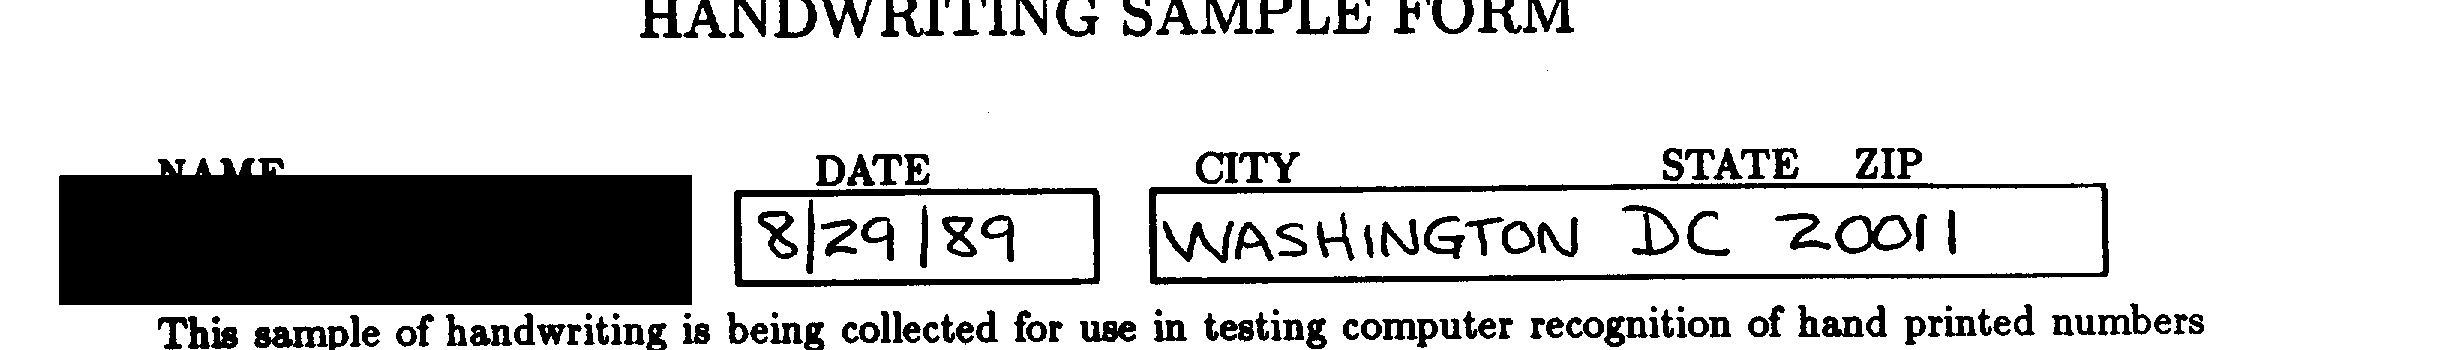 HANDWRITING SAMPLE FORM
NAME DATE CITY STATE ZIP
8/29/89 WASHINGTON DC 20011
This sample of handwriting is being collected for use in testing computer recognition of hand printed numbers